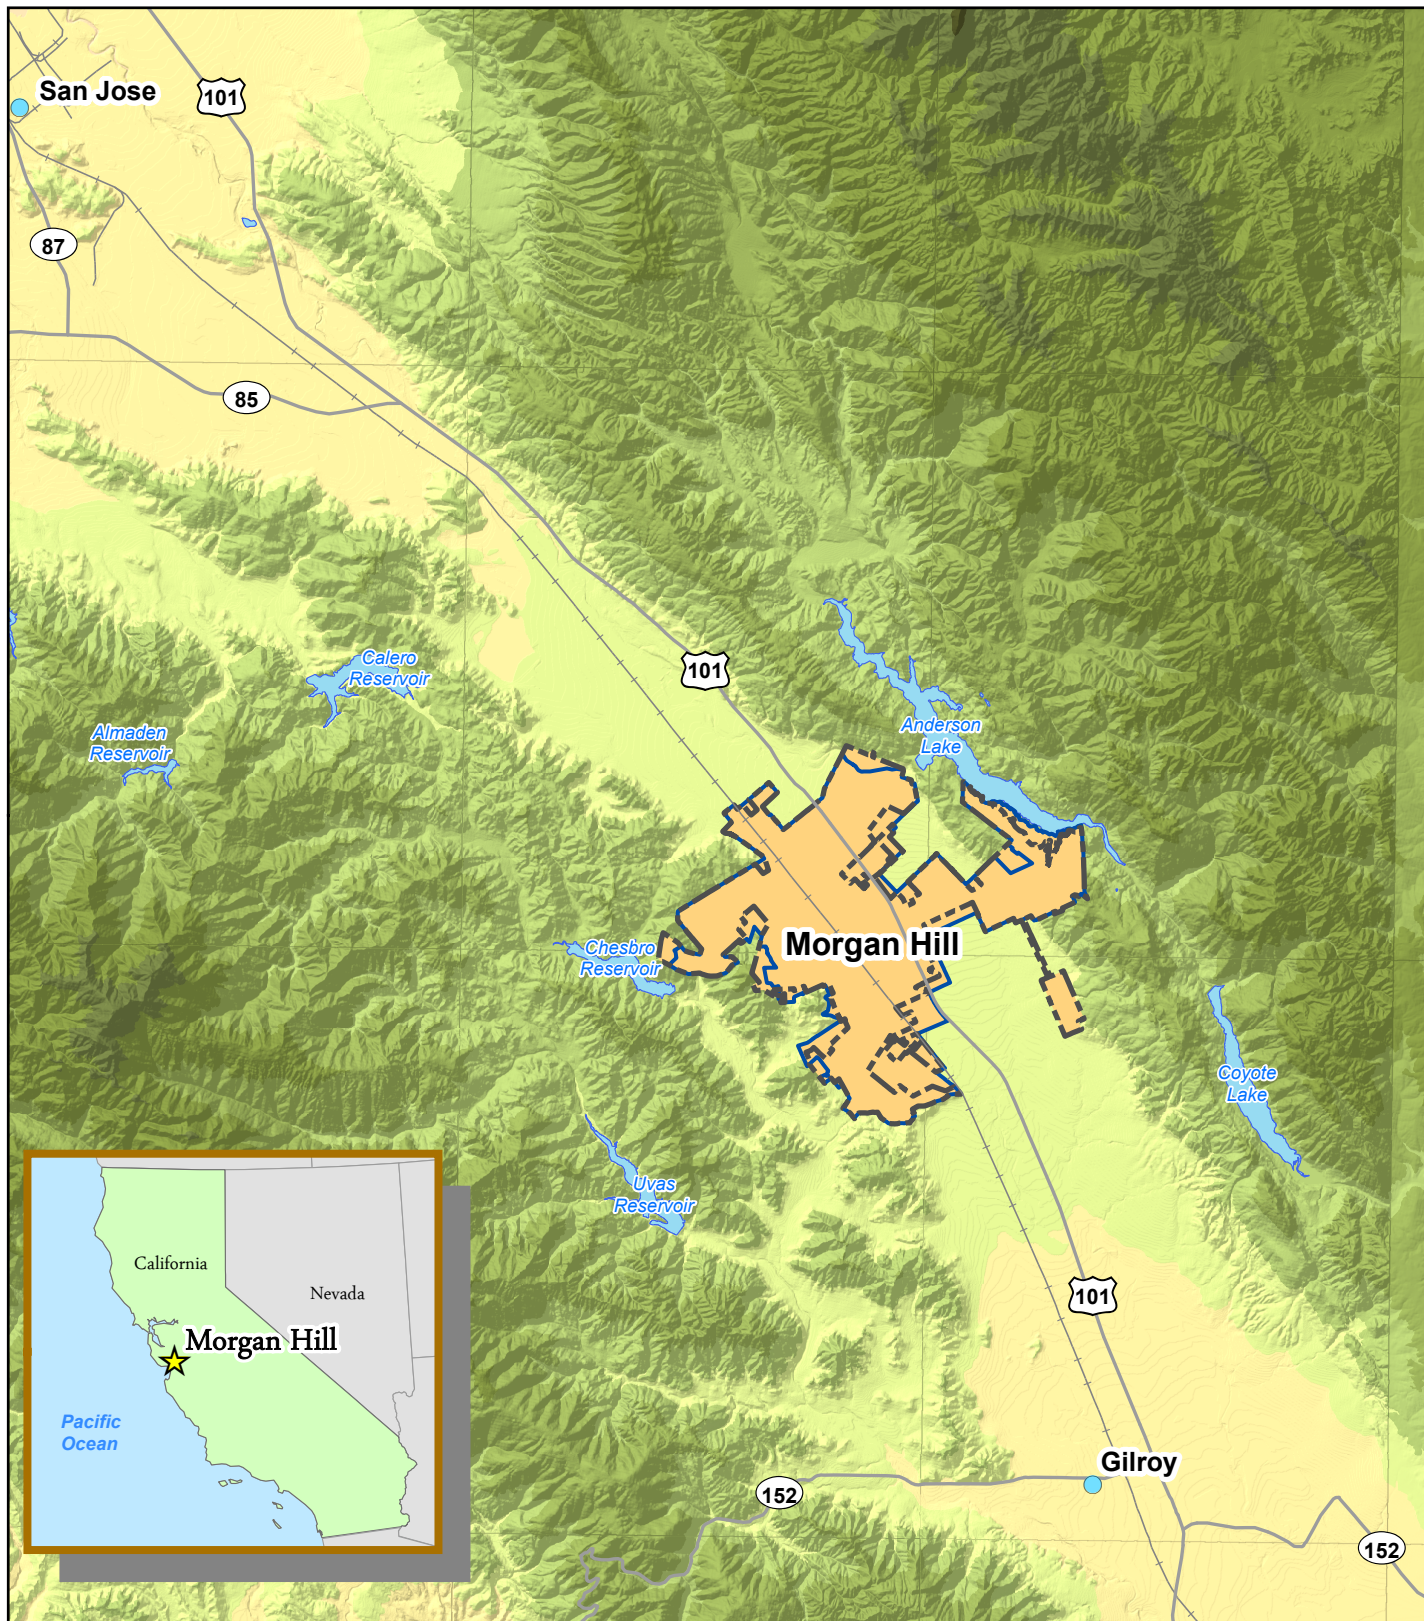 San Jose
101
87
85
Calero
Reservoir
101
Anderson
Lake
Almaden
Reservoir
Morgan Hill
Chesbro
Reservoir
Coyote
Lake
Uvas
Reservoir
California
Nevada
101
Morgan Hill
Pacific
Ocean
Gilroy
152
152